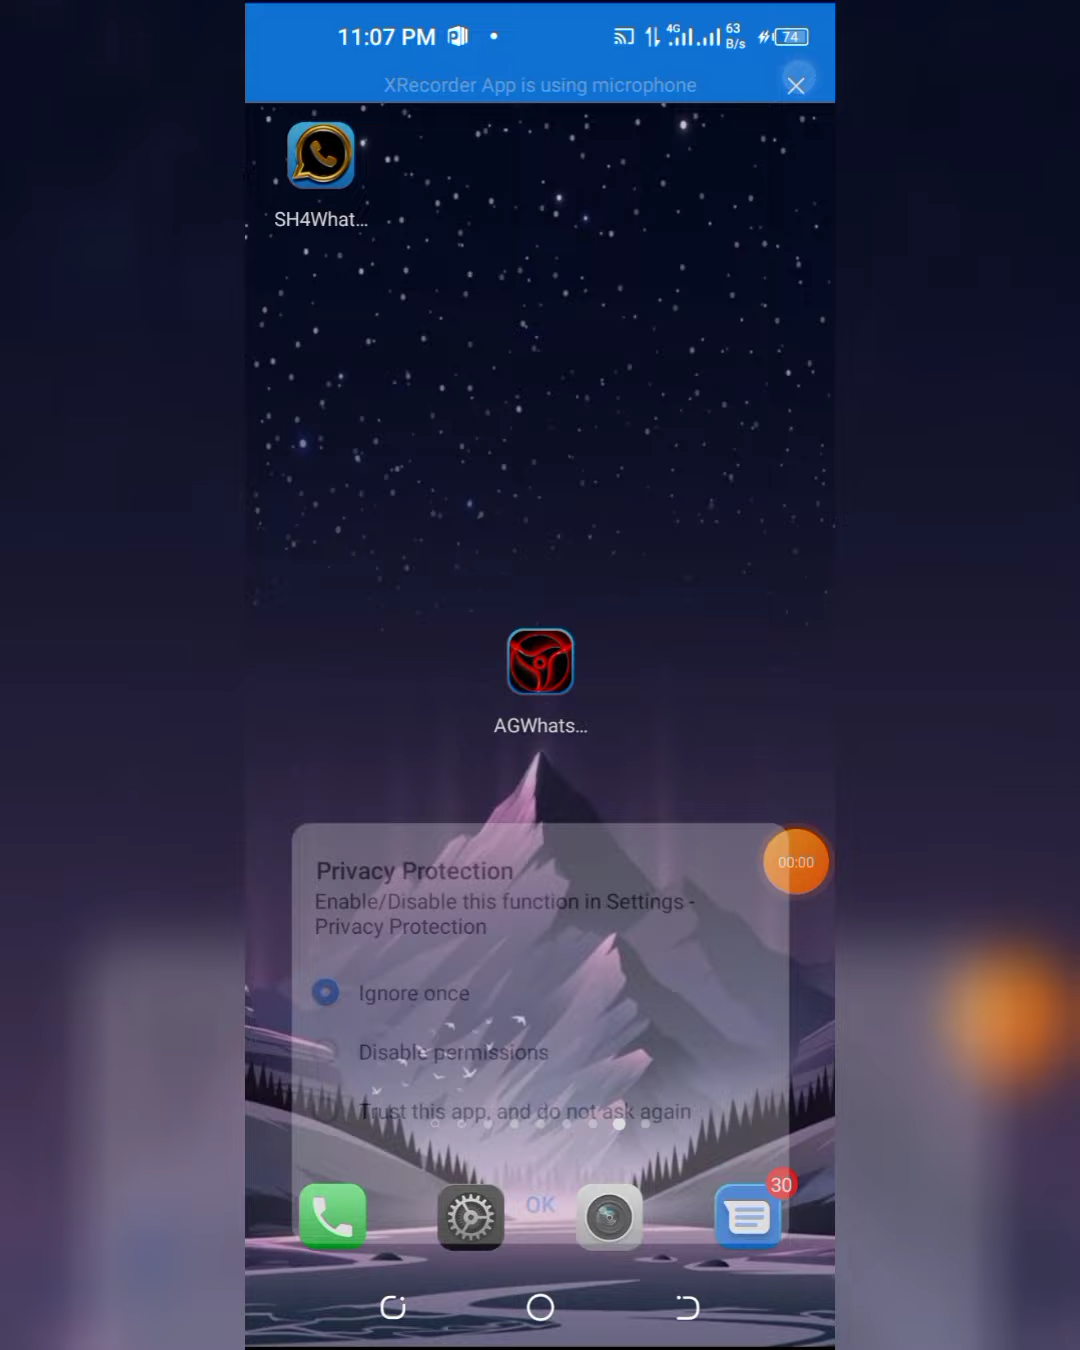 11:07 PM
4G
63
B/s
74
XRecorder App is using microphone
SH4What...
AGWhats...
00:00
Privacy Protection
Enable/Disable this function in Settings -
Privacy Protection
Ignore once
Disable permissions
Trust this app, and do not ask again
OK
30